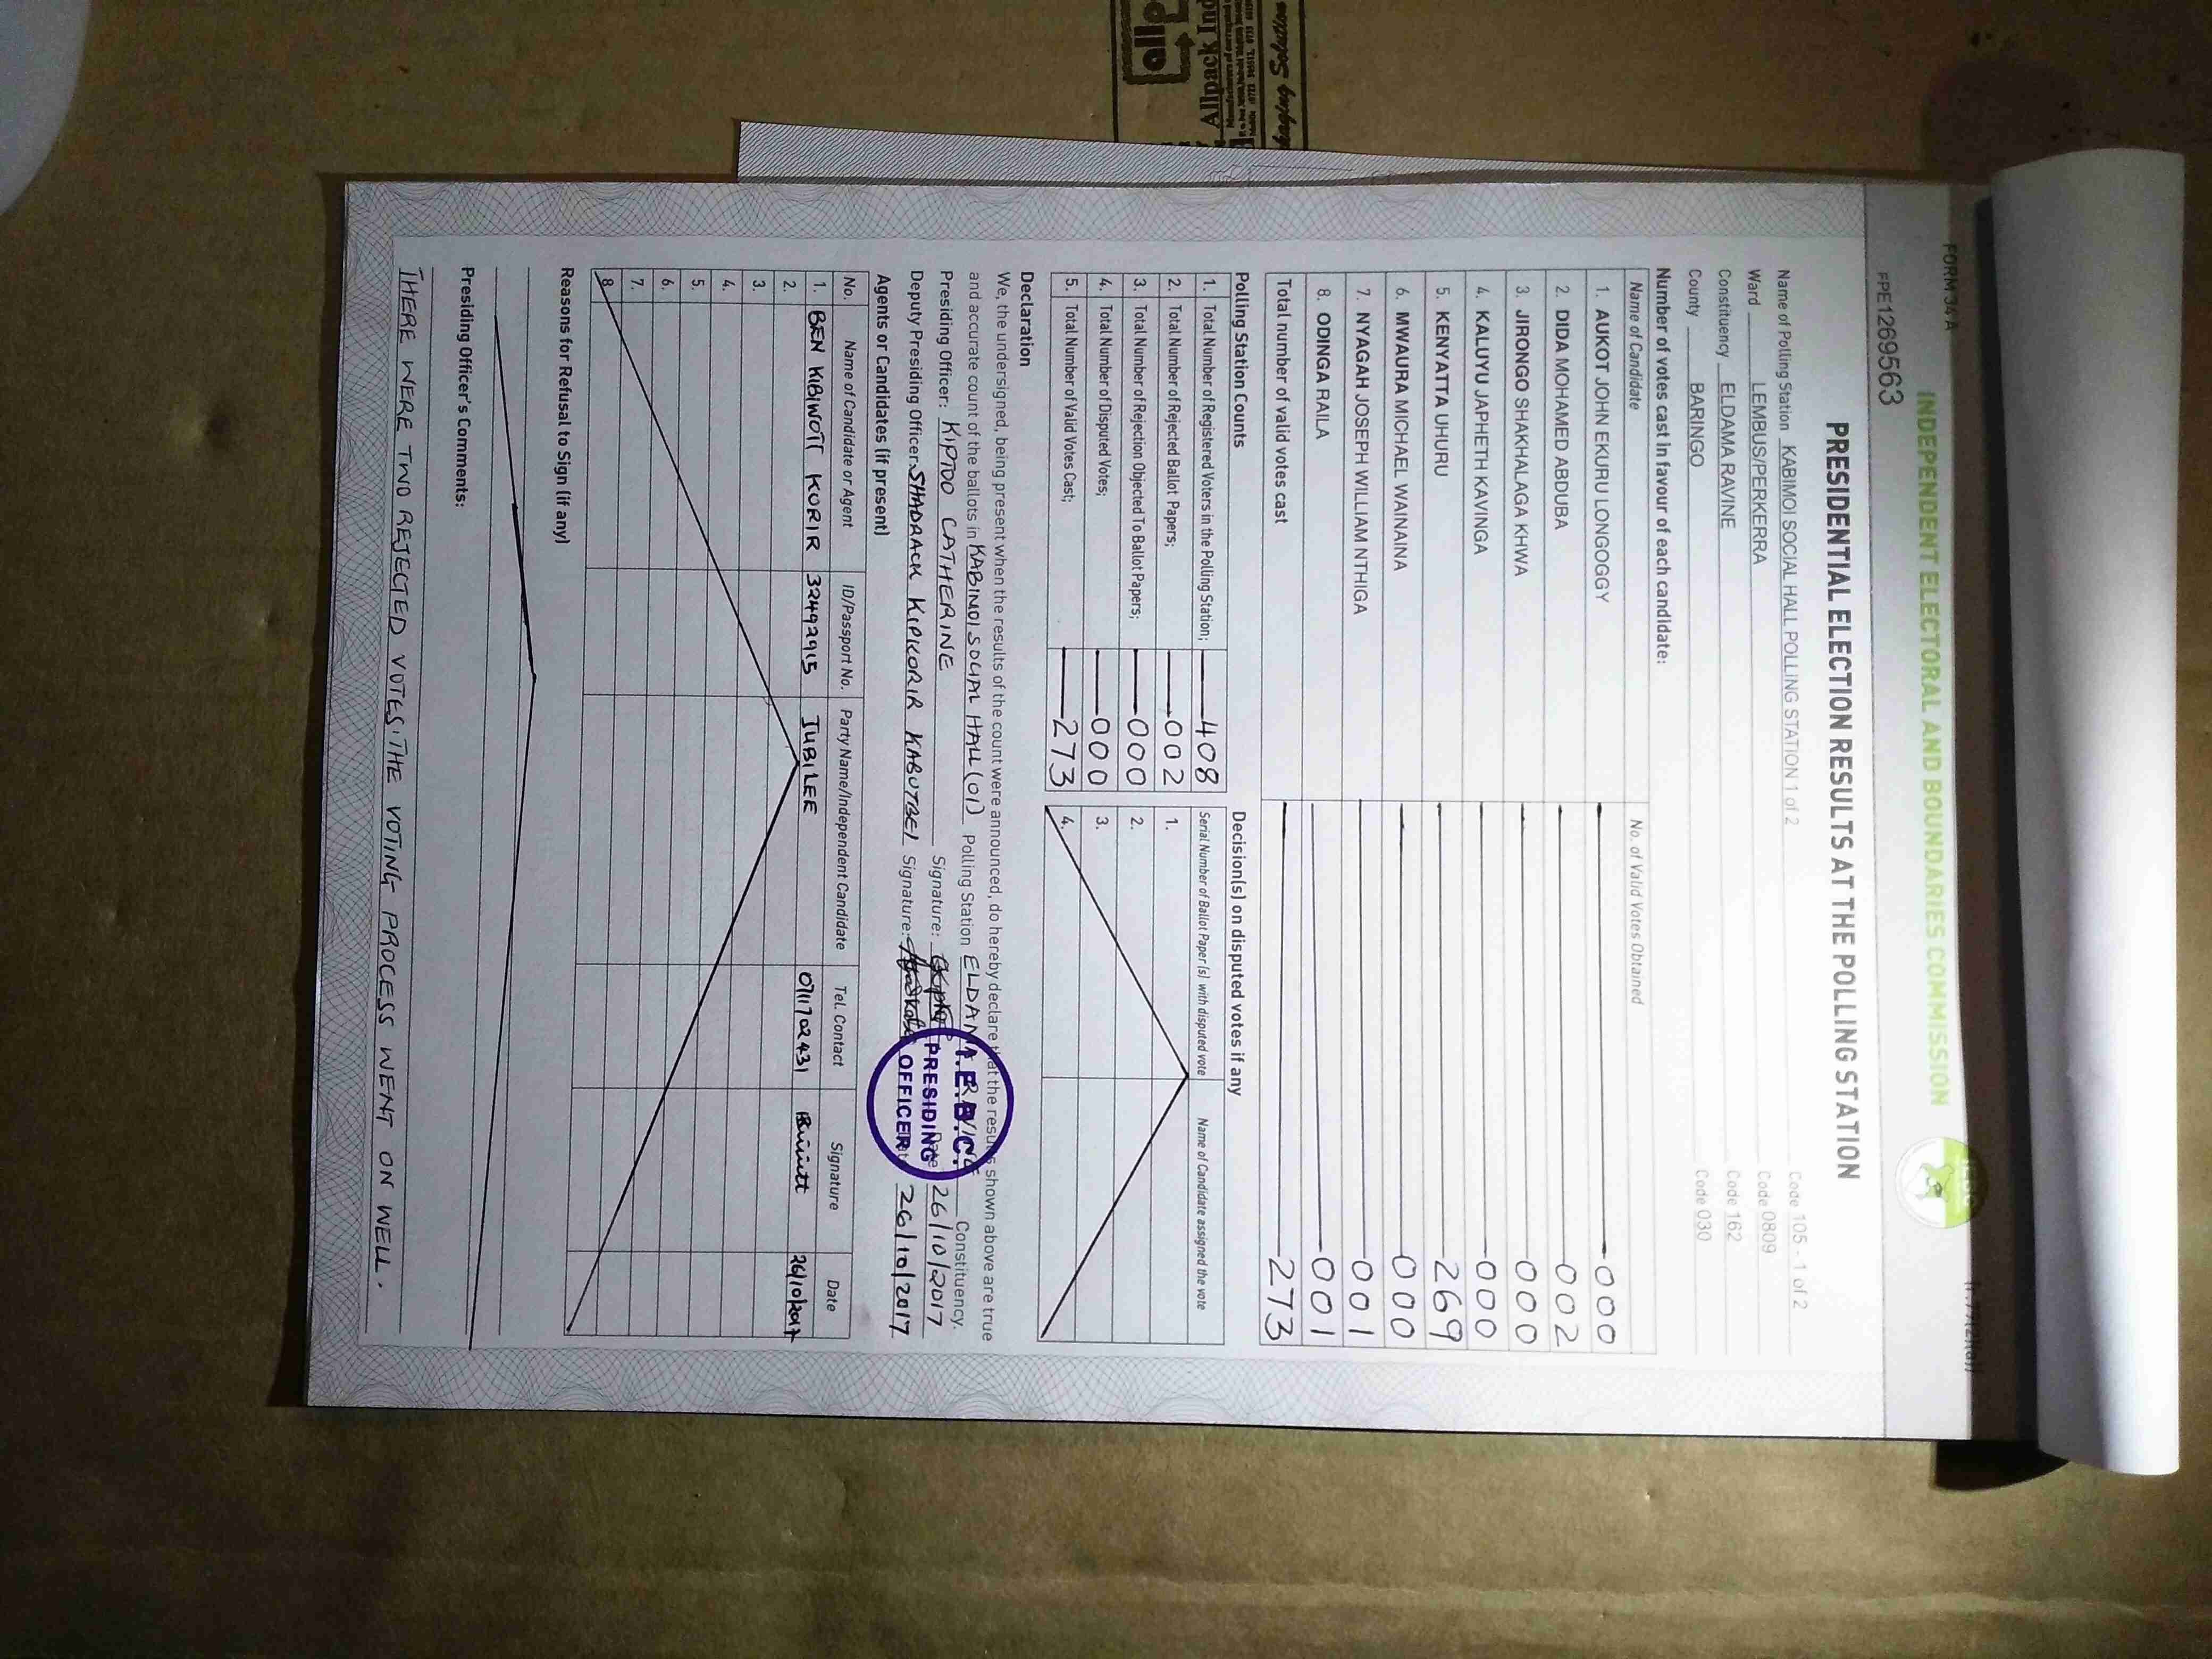 FORM 34 A
INDEPENDENT ELECTORAL AND BOUNDARIES COMMISSION
PRESIDENTIAL ELECTION RESULTS AT THE POLLING STATION
Name of Polling Station KABIMOI SOCIAL HALL POLLING STATION 1 of 2 Code 105 - 1 of 2
Ward LEMBUS/PERKERRA Code 0809
Constituency ELDAMA RAVINE Code 162
County BARINGO Code 030
Number of votes cast in favour of each candidate:
Name of Candidate No. of Valid Votes Obtained
1. AUKOT JOHN EKURU LONGOGGY 000
2. DIDA MOHAMED ABDUBA 002
3. JIRONGO SHAKHALAGA KHWA 000
4. KALUYU JAPHETH KAVINGA 000
5. KENYATTA UHURU 269
6. MWAURA MICHAEL WAINAINA 000
7. NYAGAH JOSEPH WILLIAM NTHIGA 001
8. ODINGA RAILA 001
Total number of valid votes cast 273
Polling Station Counts
1. Total Number of Registered Voters in the Polling Station; 408
2. Total Number of Rejected Ballot Papers; 002
3. Total Number of Rejection Objected To Ballot Papers; 000
4. Total Number of Disputed Votes; 000
5. Total Number of Valid Votes Cast; 273
Decision(s) on disputed votes if any
Serial Number of Ballot Paper (s) with disputed vote Name of Candidate assigned the vote
1.
2.
3.
4.
Declaration
We, the undersigned, being present when the results of the count were announced, do hereby declare that the results shown above are true
and accurate count of the ballots in KABIMOI SOCIAL HALL (01) Polling Station ELDAMA RAVINE Constituency.
Presiding Officer: KIPTOO CATHERINE Signature: Date 26/10/2017
Deputy Presiding Officer: SHADRACK KIPKORIR KABUTBEI Signature: 26/10/2017
I.E.B.C.
PRESIDING
OFFICER
Agents or Candidates (if present)
No. Name of Candidate or Agent ID/Passport No. Party Name/Independent Candidate Tel. Contact Signature Date
1. BEN KIBIWOTT KORIR 32492915 JUBILEE 0711702431 26/10/2017
2.
3.
4.
5.
6.
7.
8.
Reasons for Refusal to Sign (if any)
Presiding Officer's Comments:
THERE WERE TWO REJECTED VOTES. THE VOTING PROCESS WENT ON WELL.